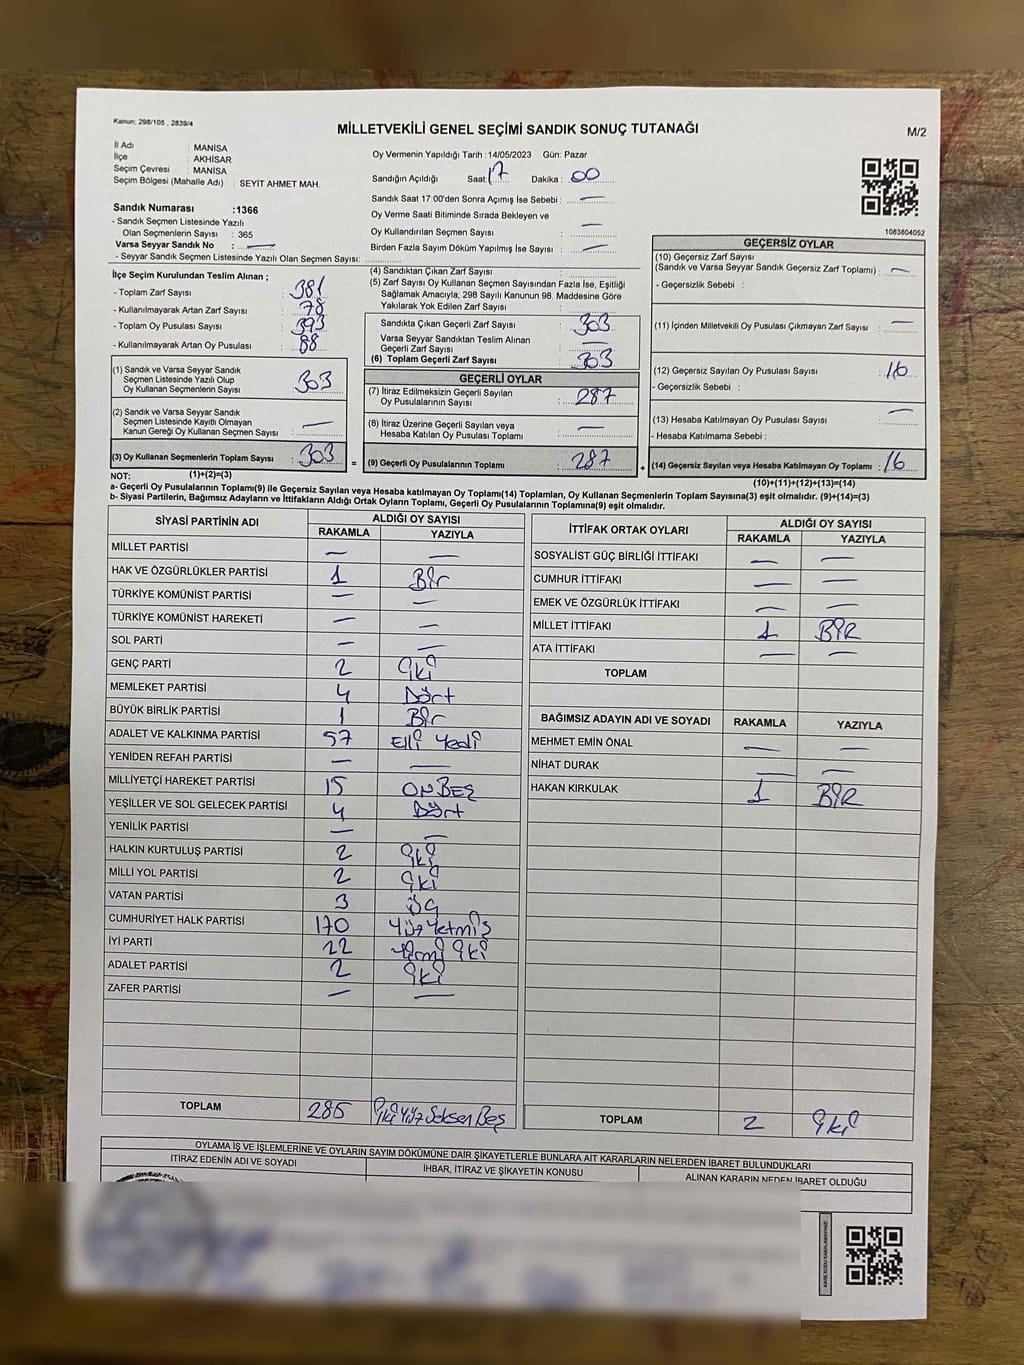 Kanun; 298/105 , 2839/4
MİLLETVEKİLİ GENEL SEÇİMİ SANDIK SONUÇ TUTANAĞI
M/2
İl Adı : MANİSA
İlçe : AKHİSAR
Seçim Çevresi : MANİSA
Seçim Bölgesi (Mahalle Adı) : SEYİT AHMET MAH.
Oy Vermenin Yapıldığı Tarih : 14/05/2023 Gün: Pazar
Sandığın Açıldığı Saat: 17 Dakika : 00
Sandık Saat 17:00'den Sonra Açımış İse Sebebi : —
Oy Verme Saati Bitiminde Sırada Bekleyen ve
Oy Kullandırılan Seçmen Sayısı : —
Birden Fazla Sayım Döküm Yapılmış İse Sayısı : —
1083804052
Sandık Numarası :1366
- Sandık Seçmen Listesinde Yazılı
Olan Seçmenlerin Sayısı : 365
Varsa Seyyar Sandık No : —
- Seyyar Sandık Seçmen Listesinde Yazılı Olan Seçmen Sayısı:
İlçe Seçim Kurulundan Teslim Alınan ;
- Toplam Zarf Sayısı : 381
- Kullanılmayarak Artan Zarf Sayısı : 78
- Toplam Oy Pusulası Sayısı : 393
- Kullanılmayarak Artan Oy Pusulası : 88
(1) Sandık ve Varsa Seyyar Sandık
Seçmen Listesinde Yazılı Olup
Oy Kullanan Seçmenlerin Sayısı : 303
(2) Sandık ve Varsa Seyyar Sandık
Seçmen Listesinde Kayıtlı Olmayan
Kanun Gereği Oy Kullanan Seçmen Sayısı : —
(3) Oy Kullanan Seçmenlerin Toplam Sayısı : 303
(1)+(2)=(3)
(4) Sandıktan Çıkan Zarf Sayısı :
(5) Zarf Sayısı Oy Kullanan Seçmen Sayısından Fazla İse, Eşitliği
Sağlamak Amacıyla; 298 Sayılı Kanunun 98. Maddesine Göre
Yakılarak Yok Edilen Zarf Sayısı :
Sandıkta Çıkan Geçerli Zarf Sayısı : 303
Varsa Seyyar Sandıktan Teslim Alınan
Geçerli Zarf Sayısı : —
(6) Toplam Geçerli Zarf Sayısı : 303
GEÇERLİ OYLAR
(7) İtiraz Edilmeksizin Geçerli Sayılan
Oy Pusulalarının Sayısı : 287
(8) İtiraz Üzerine Geçerli Sayılan veya
Hesaba Katılan Oy Pusulaları Toplamı : —
= (9) Geçerli Oy Pusulalarının Toplamı : 287 +
GEÇERSİZ OYLAR
(10) Geçersiz Zarf Sayısı
(Sandık ve Varsa Seyyar Sandık Geçersiz Zarf Toplamı) : —
- Geçersizlik Sebebi :
(11) İçinden Milletvekili Oy Pusulası Çıkmayan Zarf Sayısı : —
(12) Geçersiz Sayılan Oy Pusulası Sayısı : 16
- Geçersizlik Sebebi :
(13) Hesaba Katılmayan Oy Pusulası Sayısı : —
- Hesaba Katılmama Sebebi :
(14) Geçersiz Sayılan veya Hesaba Katılmayan Oy Toplamı : 16
(10)+(11)+(12)+(13)=(14)
NOT:
a- Geçerli Oy Pusulalarının Toplamı(9) ile Geçersiz Sayılan veya Hesaba katılmayan Oy Toplamı(14) Toplamları, Oy Kullanan Seçmenlerin Toplam Sayısına(3) eşit olmalıdır. (9)+(14)=(3)
b- Siyasi Partilerin, Bağımsız Adayların ve İttifakların Aldığı Ortak Oyların Toplamı, Geçerli Oy Pusulalarının Toplamına(9) eşit olmalıdır.
SİYASİ PARTİNİN ADI ALDIĞI OY SAYISI
RAKAMLA YAZIYLA
MİLLET PARTİSİ — —
HAK VE ÖZGÜRLÜKLER PARTİSİ 1 Bir
TÜRKİYE KOMÜNİST PARTİSİ — —
TÜRKİYE KOMÜNİST HAREKETİ — —
SOL PARTİ — —
GENÇ PARTİ 2 iki
MEMLEKET PARTİSİ 4 Dört
BÜYÜK BİRLİK PARTİSİ 1 Bir
ADALET VE KALKINMA PARTİSİ 57 Elli Yedi
YENİDEN REFAH PARTİSİ — —
MİLLİYETÇİ HAREKET PARTİSİ 15 ONBEŞ
YEŞİLLER VE SOL GELECEK PARTİSİ 4 Dört
YENİLİK PARTİSİ — —
HALKIN KURTULUŞ PARTİSİ 2 iki
MİLLİ YOL PARTİSİ 2 iki
VATAN PARTİSİ 3 üç
CUMHURİYET HALK PARTİSİ 170 Yüz Yetmiş
İYİ PARTİ 22 Yirmi iki
ADALET PARTİSİ 2 iki
ZAFER PARTİSİ — —
TOPLAM 285 iki Yüz Seksen Beş
İTTİFAK ORTAK OYLARI ALDIĞI OY SAYISI
RAKAMLA YAZIYLA
SOSYALİST GÜÇ BİRLİĞİ İTTİFAKI — —
CUMHUR İTTİFAKI — —
EMEK VE ÖZGÜRLÜK İTTİFAKI — —
MİLLET İTTİFAKI 1 BİR
ATA İTTİFAKI — —
TOPLAM
BAĞIMSIZ ADAYIN ADI VE SOYADI RAKAMLA YAZIYLA
MEHMET EMİN ÖNAL — —
NİHAT DURAK — —
HAKAN KIRKULAK 1 BİR
TOPLAM 2 iki
OYLAMA İŞ VE İŞLEMLERİNE VE OYLARIN SAYIM DÖKÜMÜNE DAİR ŞİKAYETLERLE BUNLARA AİT KARARLARIN NELERDEN İBARET BULUNDUKLARI
İTİRAZ EDENİN ADI VE SOYADI İHBAR, İTİRAZ VE ŞİKAYETİN KONUSU ALINAN KARARIN NEDEN İBARET OLDUĞU